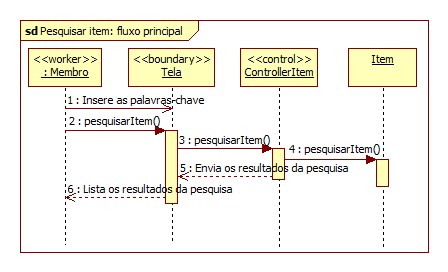 sd Pesquisar item: fluxo principal
<<worker>>
: Membro
<<boundary>>
Tela
<<control>>
ControllerItem
Item
1 : Insere as palavras-chave
2 : pesquisarItem()
3 : pesquisarItem()
4 : pesquisarItem()
5 : Envia os resultados da pesquisa
6 : Lista os resultados da pesquisa